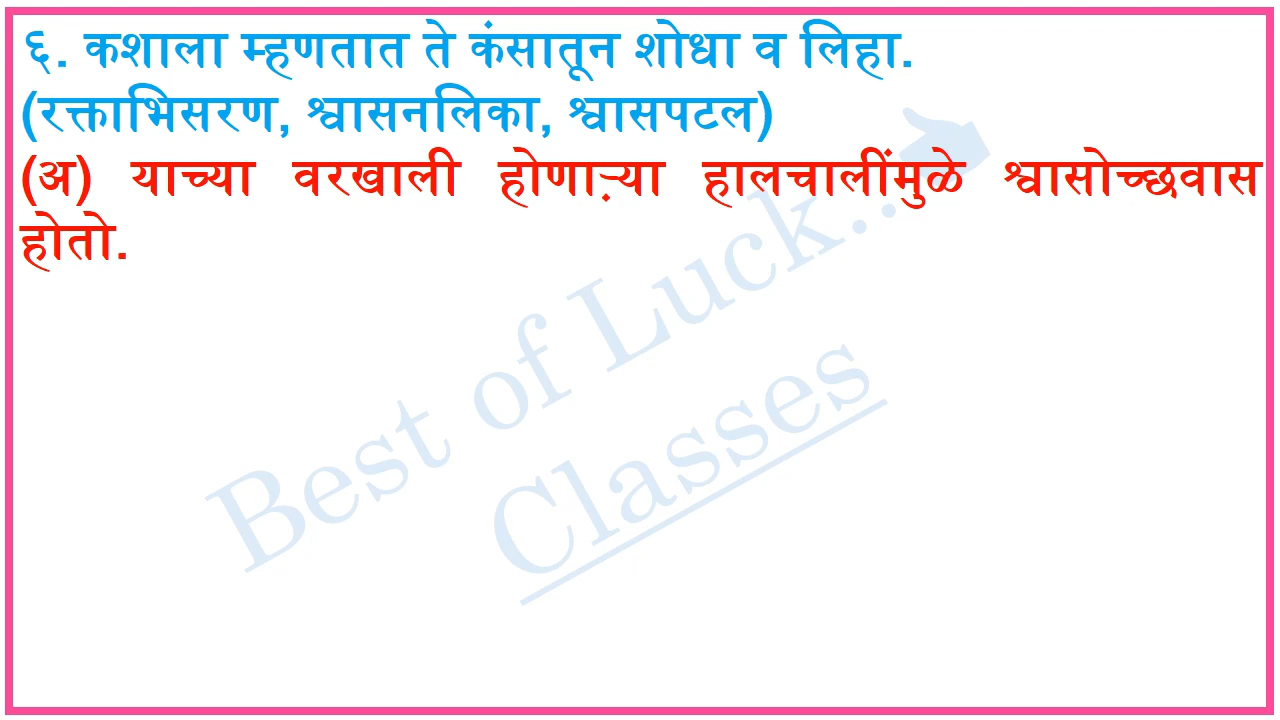 ६. कशाला म्हणतात ते कंसातून शोधा व लिहा.
(रक्ताभिसरण, श्वासनलिका, श्वासपटल)
(अ) याच्या वरखाली होणाऱ्या हालचालींमुळे श्वासोच्छवास
होतो.
Best of Luck...
Classes